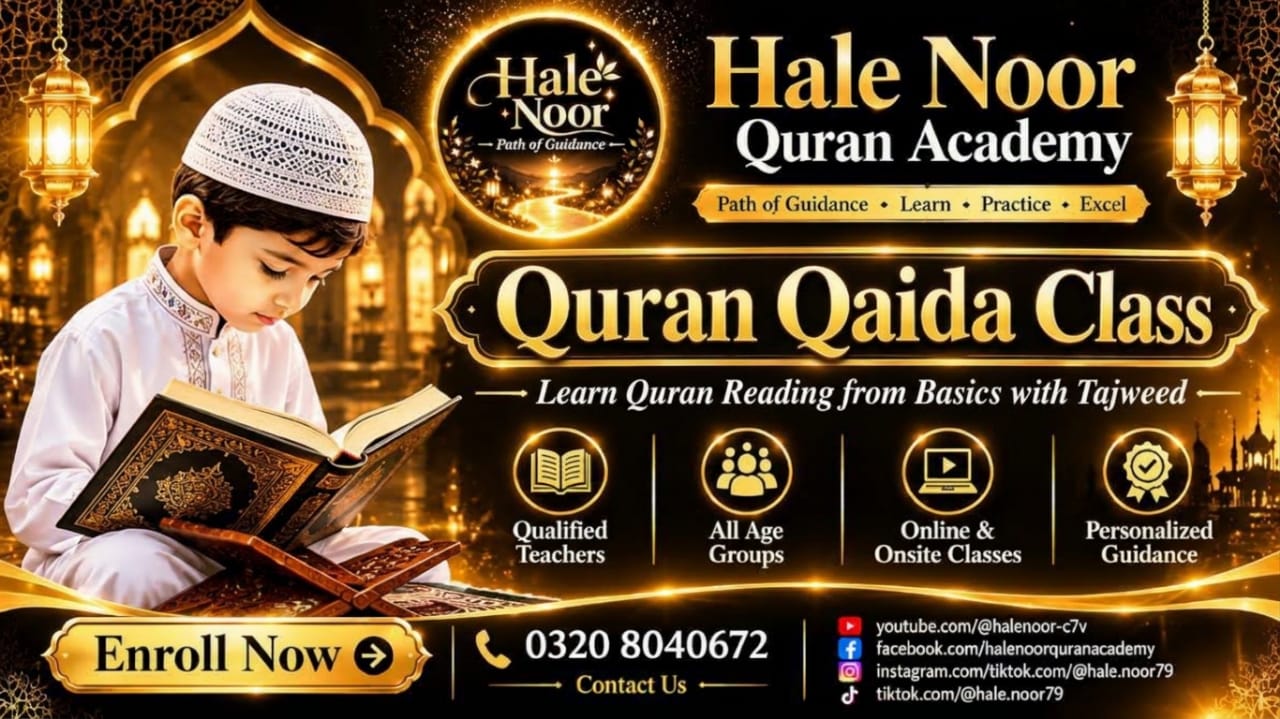 Hale
Noor
Path of Guidance
Hale Noor
Quran Academy
Path of Guidance • Learn • Practice • Excel
Quran Qaida Class
Learn Quran Reading from Basics with Tajweed
Qualified
Teachers
All Age
Groups
Online &
Onsite Classes
Personalized
Guidance
Enroll Now
0320 8040672
Contact Us
youtube.com/@halenoor-c7v
facebook.com/halenoorquranacademy
instagram.com/tiktok.com/@hale.noor79
tiktok.com/@hale.noor79